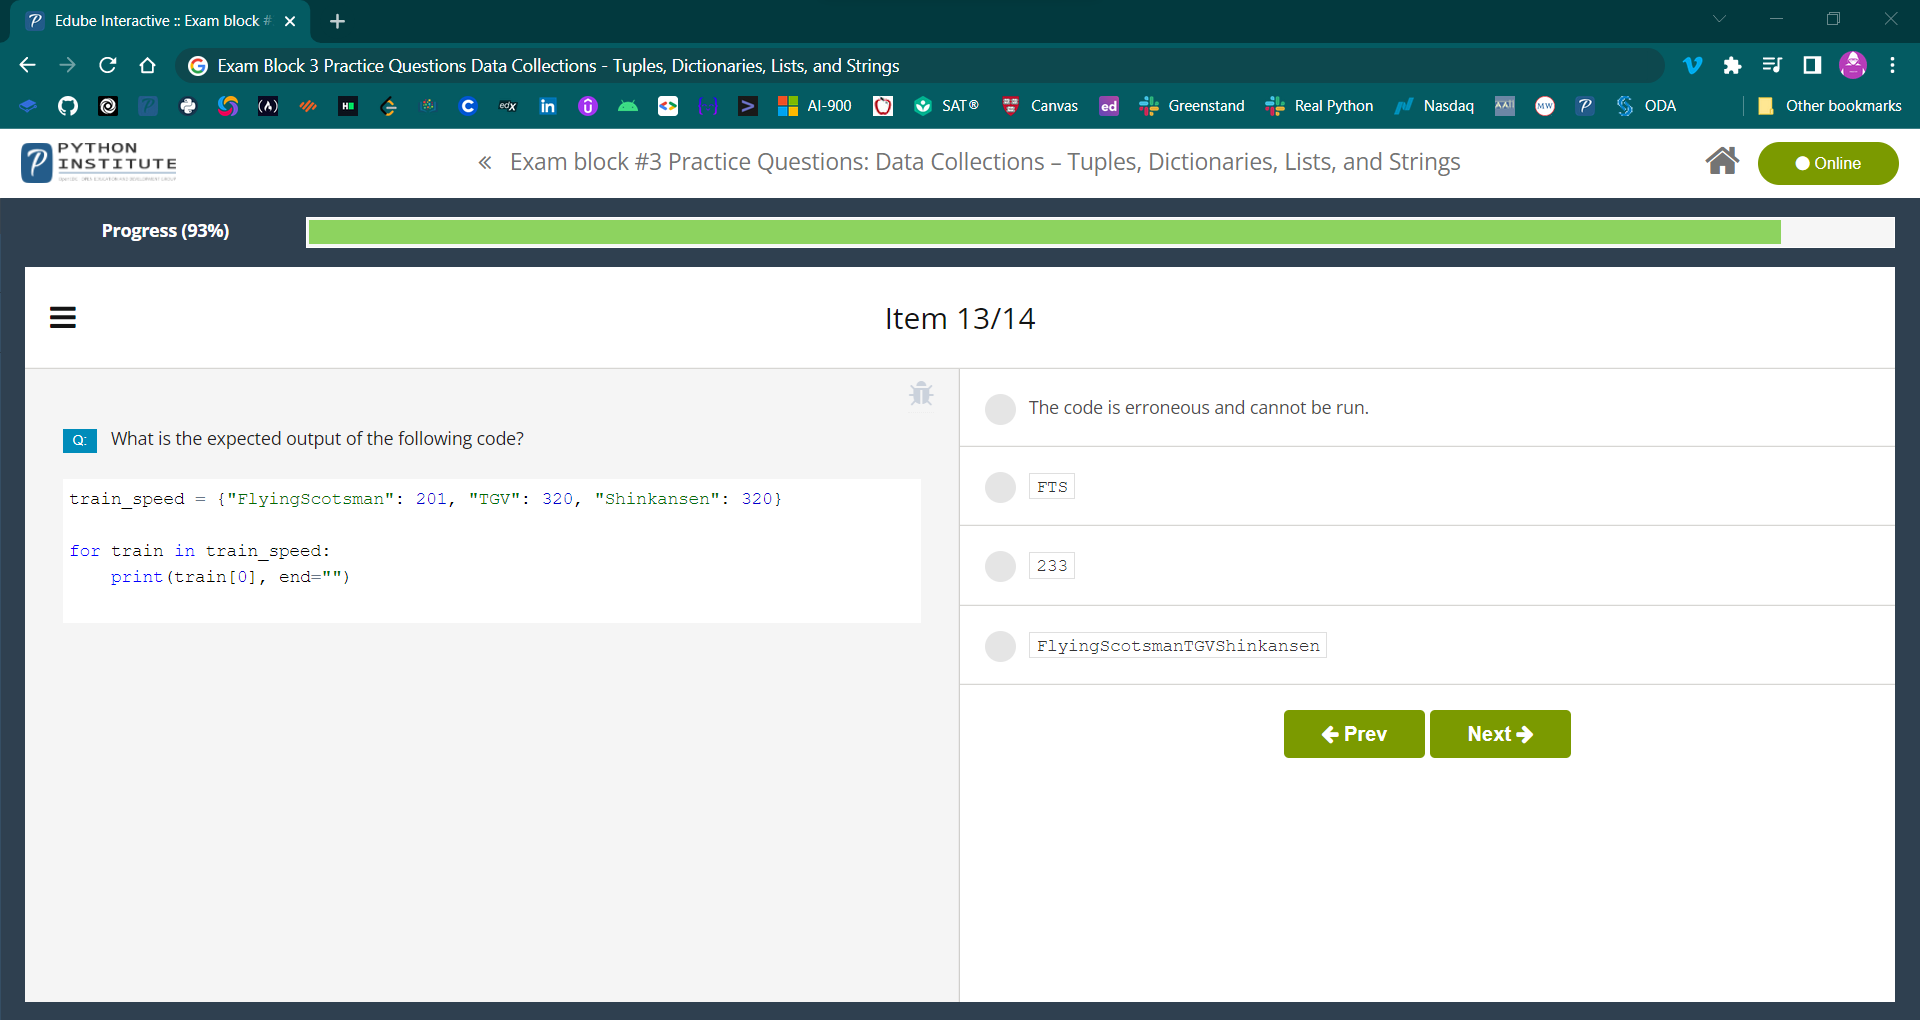 Edube Interactive :: Exam block #
Exam Block 3 Practice Questions Data Collections - Tuples, Dictionaries, Lists, and Strings
AI-900 SAT® Canvas ed Greenstand Real Python Nasdaq MW ODA Other bookmarks
PYTHON
INSTITUTE
« Exam block #3 Practice Questions: Data Collections – Tuples, Dictionaries, Lists, and Strings
Online
Progress (93%)
Item 13/14
Q: What is the expected output of the following code?
train_speed = {"FlyingScotsman": 201, "TGV": 320, "Shinkansen": 320}
for train in train_speed:
    print(train[0], end="")
The code is erroneous and cannot be run.
FTS
233
FlyingScotsmanTGVShinkansen
Prev
Next